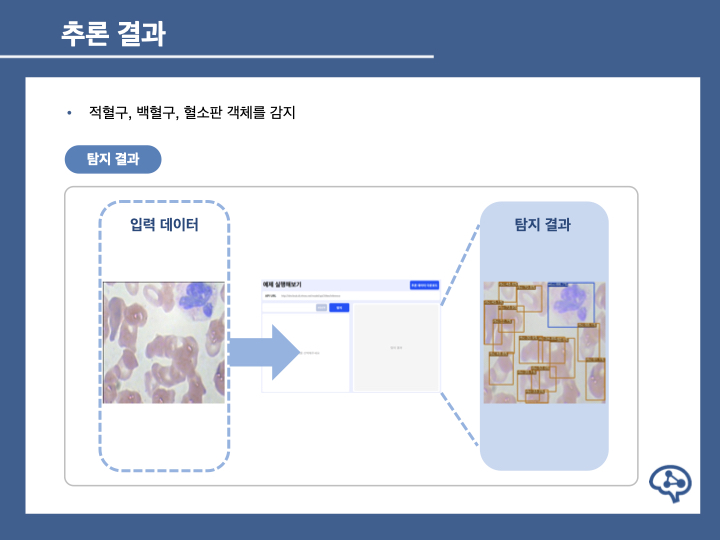 추론 결과
• 적혈구, 백혈구, 혈소판 객체를 감지
탐지 결과
입력 데이터
탐지 결과
예제 실행해보기